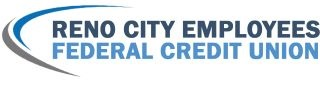 RENO CITY EMPLOYEES
FEDERAL CREDIT UNION